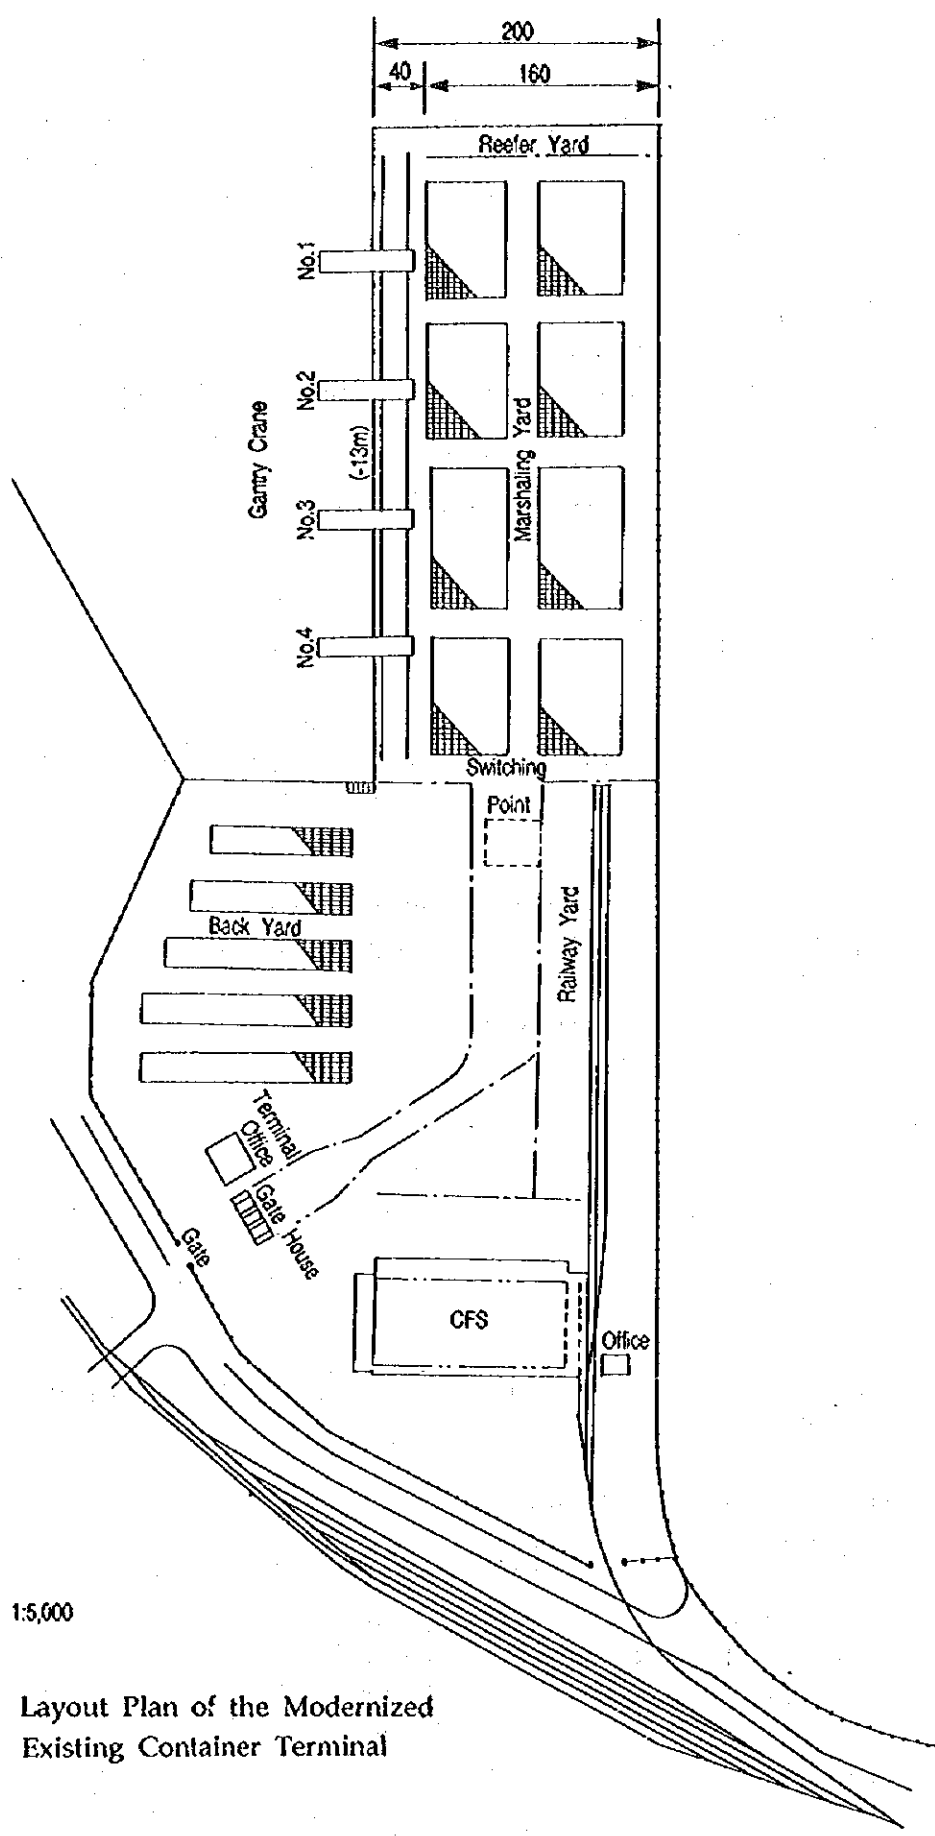 200
40
160
Reefer Yard
No.1
No.2
Gantry Crane
(-13m)
Marshaling Yard
No.3
No.4
Switching
Point
Back Yard
Railway Yard
Terminal
Office
Gate House
Gate
CFS
Office
1:5,000
Layout Plan of the Modernized
Existing Container Terminal